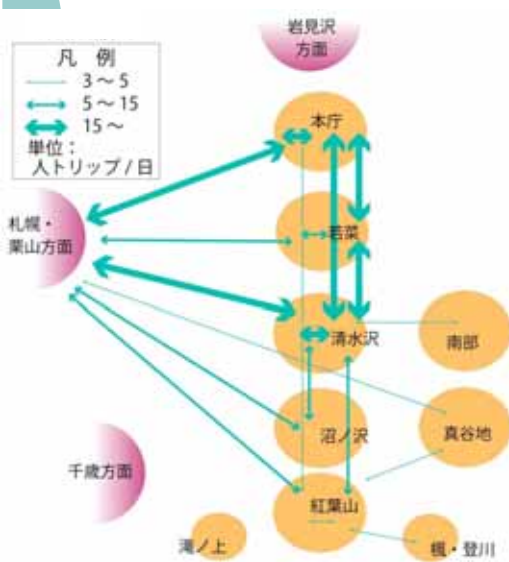 岩見沢
方面
凡 例
3～5
5～15
15～
単位：
人トリップ/日
本庁
札幌・
栗山方面
若菜
清水沢
南部
沼ノ沢
真谷地
千歳方面
紅葉山
滝ノ上
楓・登川